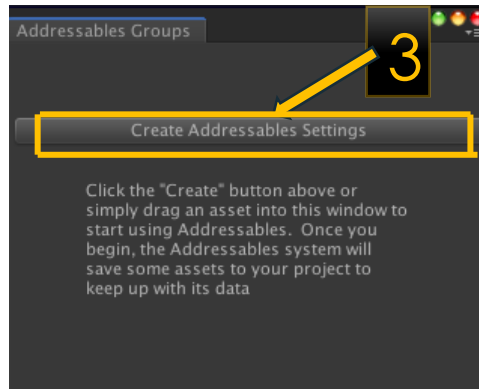 Addressables Groups
3
Create Addressables Settings
Click the "Create" button above or
simply drag an asset into this window to
start using Addressables.  Once you
begin, the Addressables system will
save some assets to your project to
keep up with its data